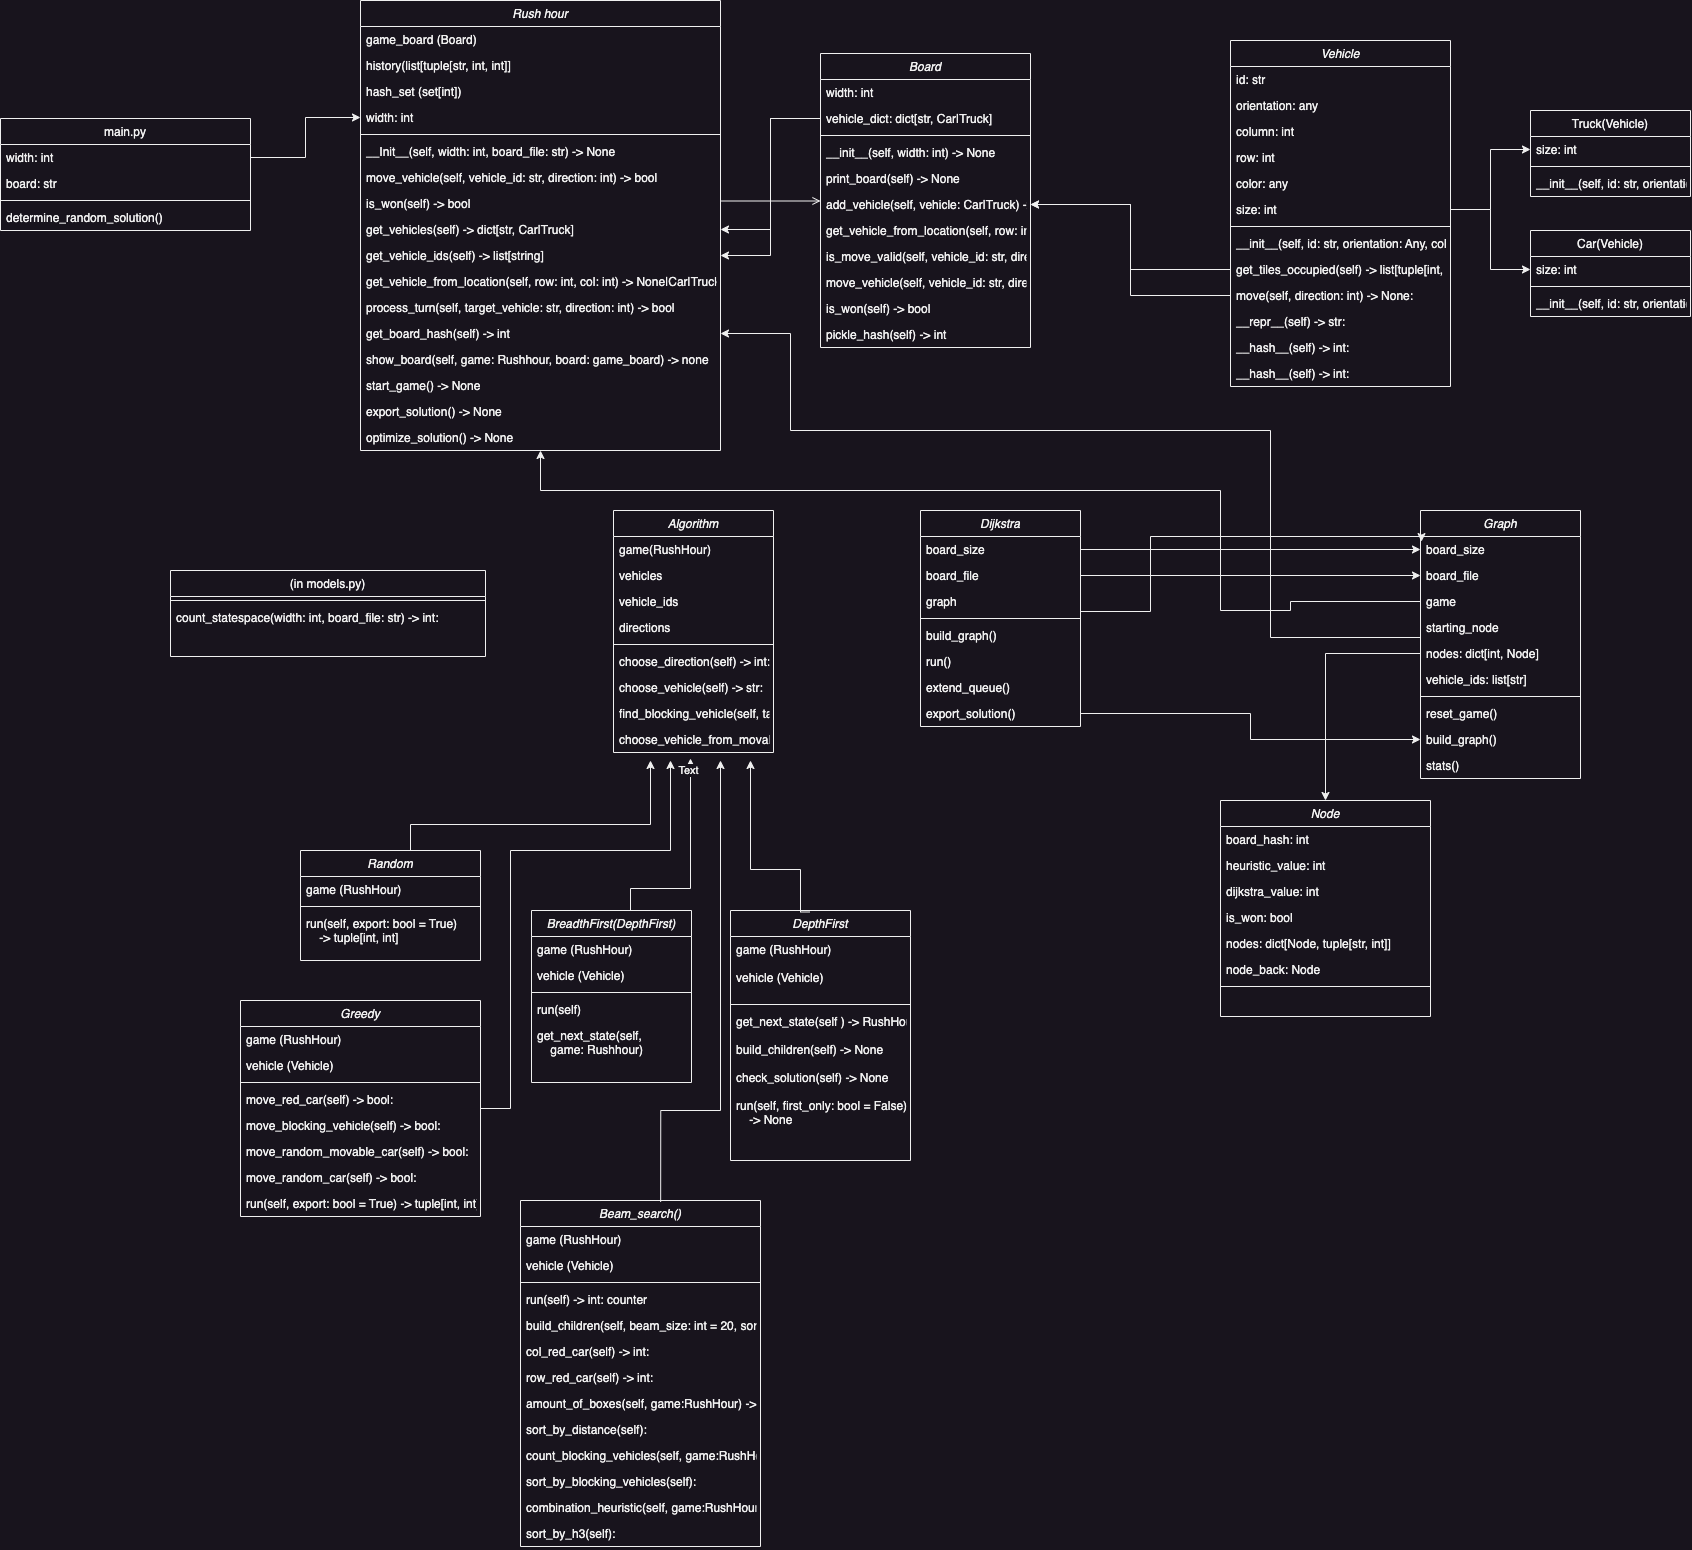 Rush hour
game_board (Board)
history(list[tuple[str, int, int]]
hash_set (set[int])
width: int
__Init__(self, width: int, board_file: str) -> None
move_vehicle(self, vehicle_id: str, direction: int) -> bool
is_won(self) -> bool
get_vehicles(self) -> dict[str, Car|Truck]
get_vehicle_ids(self) -> list[string]
get_vehicle_from_location(self, row: int, col: int) -> None|Car|Truck
process_turn(self, target_vehicle: str, direction: int) -> bool
get_board_hash(self) -> int
show_board(self, game: Rushhour, board: game_board) -> none
start_game() -> None
export_solution() -> None
optimize_solution() -> None
main.py
width: int
board: str
determine_random_solution()
Board
width: int
vehicle_dict: dict[str, Car|Truck]
__init__(self, width: int) -> None
print_board(self) -> None
add_vehicle(self, vehicle: Car|Truck) -
get_vehicle_from_location(self, row:
is_move_valid(self, vehicle_id: str,
move_vehicle(self, vehicle_id: str,
is_won(self) -> bool
pickle_hash(self) -> int
Vehicle
id: str
orientation: any
column: int
row: int
color: any
size: int
__init__(self, id: str, orientation: Any, col
get_tiles_occupied(self) -> list[tuple[int,
move(self, direction: int) -> None:
__repr__(self) -> str:
__hash__(self) -> int:
__hash__(self) -> int:
Truck(Vehicle)
size: int
__init__(self, id: str, orientati
Car(Vehicle)
size: int
__init__(self, id: str, orientati
(in models.py)
count_statespace(width: int, board_file: str) -> int:
Algorithm
game(RushHour)
vehicles
vehicle_ids
directions
choose_direction(self) -> int:
choose_vehicle(self) -> str:
find_blocking_vehicle(self, ta
choose_vehicle_from_moval
Text
Dijkstra
board_size
board_file
graph
build_graph()
run()
extend_queue()
export_solution()
Graph
board_size
board_file
game
starting_node
nodes: dict[int, Node]
vehicle_ids: list[str]
reset_game()
build_graph()
stats()
Node
board_hash: int
heuristic_value: int
dijkstra_value: int
is_won: bool
nodes: dict[Node, tuple[str, int]]
node_back: Node
Random
game (RushHour)
run(self, export: bool = True)
-> tuple[int, int]
Greedy
game (RushHour)
vehicle (Vehicle)
move_red_car(self) -> bool:
move_blocking_vehicle(self) -> bool:
move_random_movable_car(self) -> bool:
move_random_car(self) -> bool:
run(self, export: bool = True) -> tuple[int, int
BreadthFirst(DepthFirst)
game (RushHour)
vehicle (Vehicle)
run(self)
get_next_state(self,
game: Rushhour)
DepthFirst
game (RushHour)
vehicle (Vehicle)
get_next_state(self ) -> RushHou
build_children(self) -> None
check_solution(self) -> None
run(self, first_only: bool = False)
-> None
Beam_search()
game (RushHour)
vehicle (Vehicle)
run(self) -> int: counter
build_children(self, beam_size: int = 20, sor
col_red_car(self) -> int:
row_red_car(self) -> int:
amount_of_boxes(self, game:RushHour) ->
sort_by_distance(self):
count_blocking_vehicles(self, game:RushH
sort_by_blocking_vehicles(self):
combination_heuristic(self, game:RushHour
sort_by_h3(self):